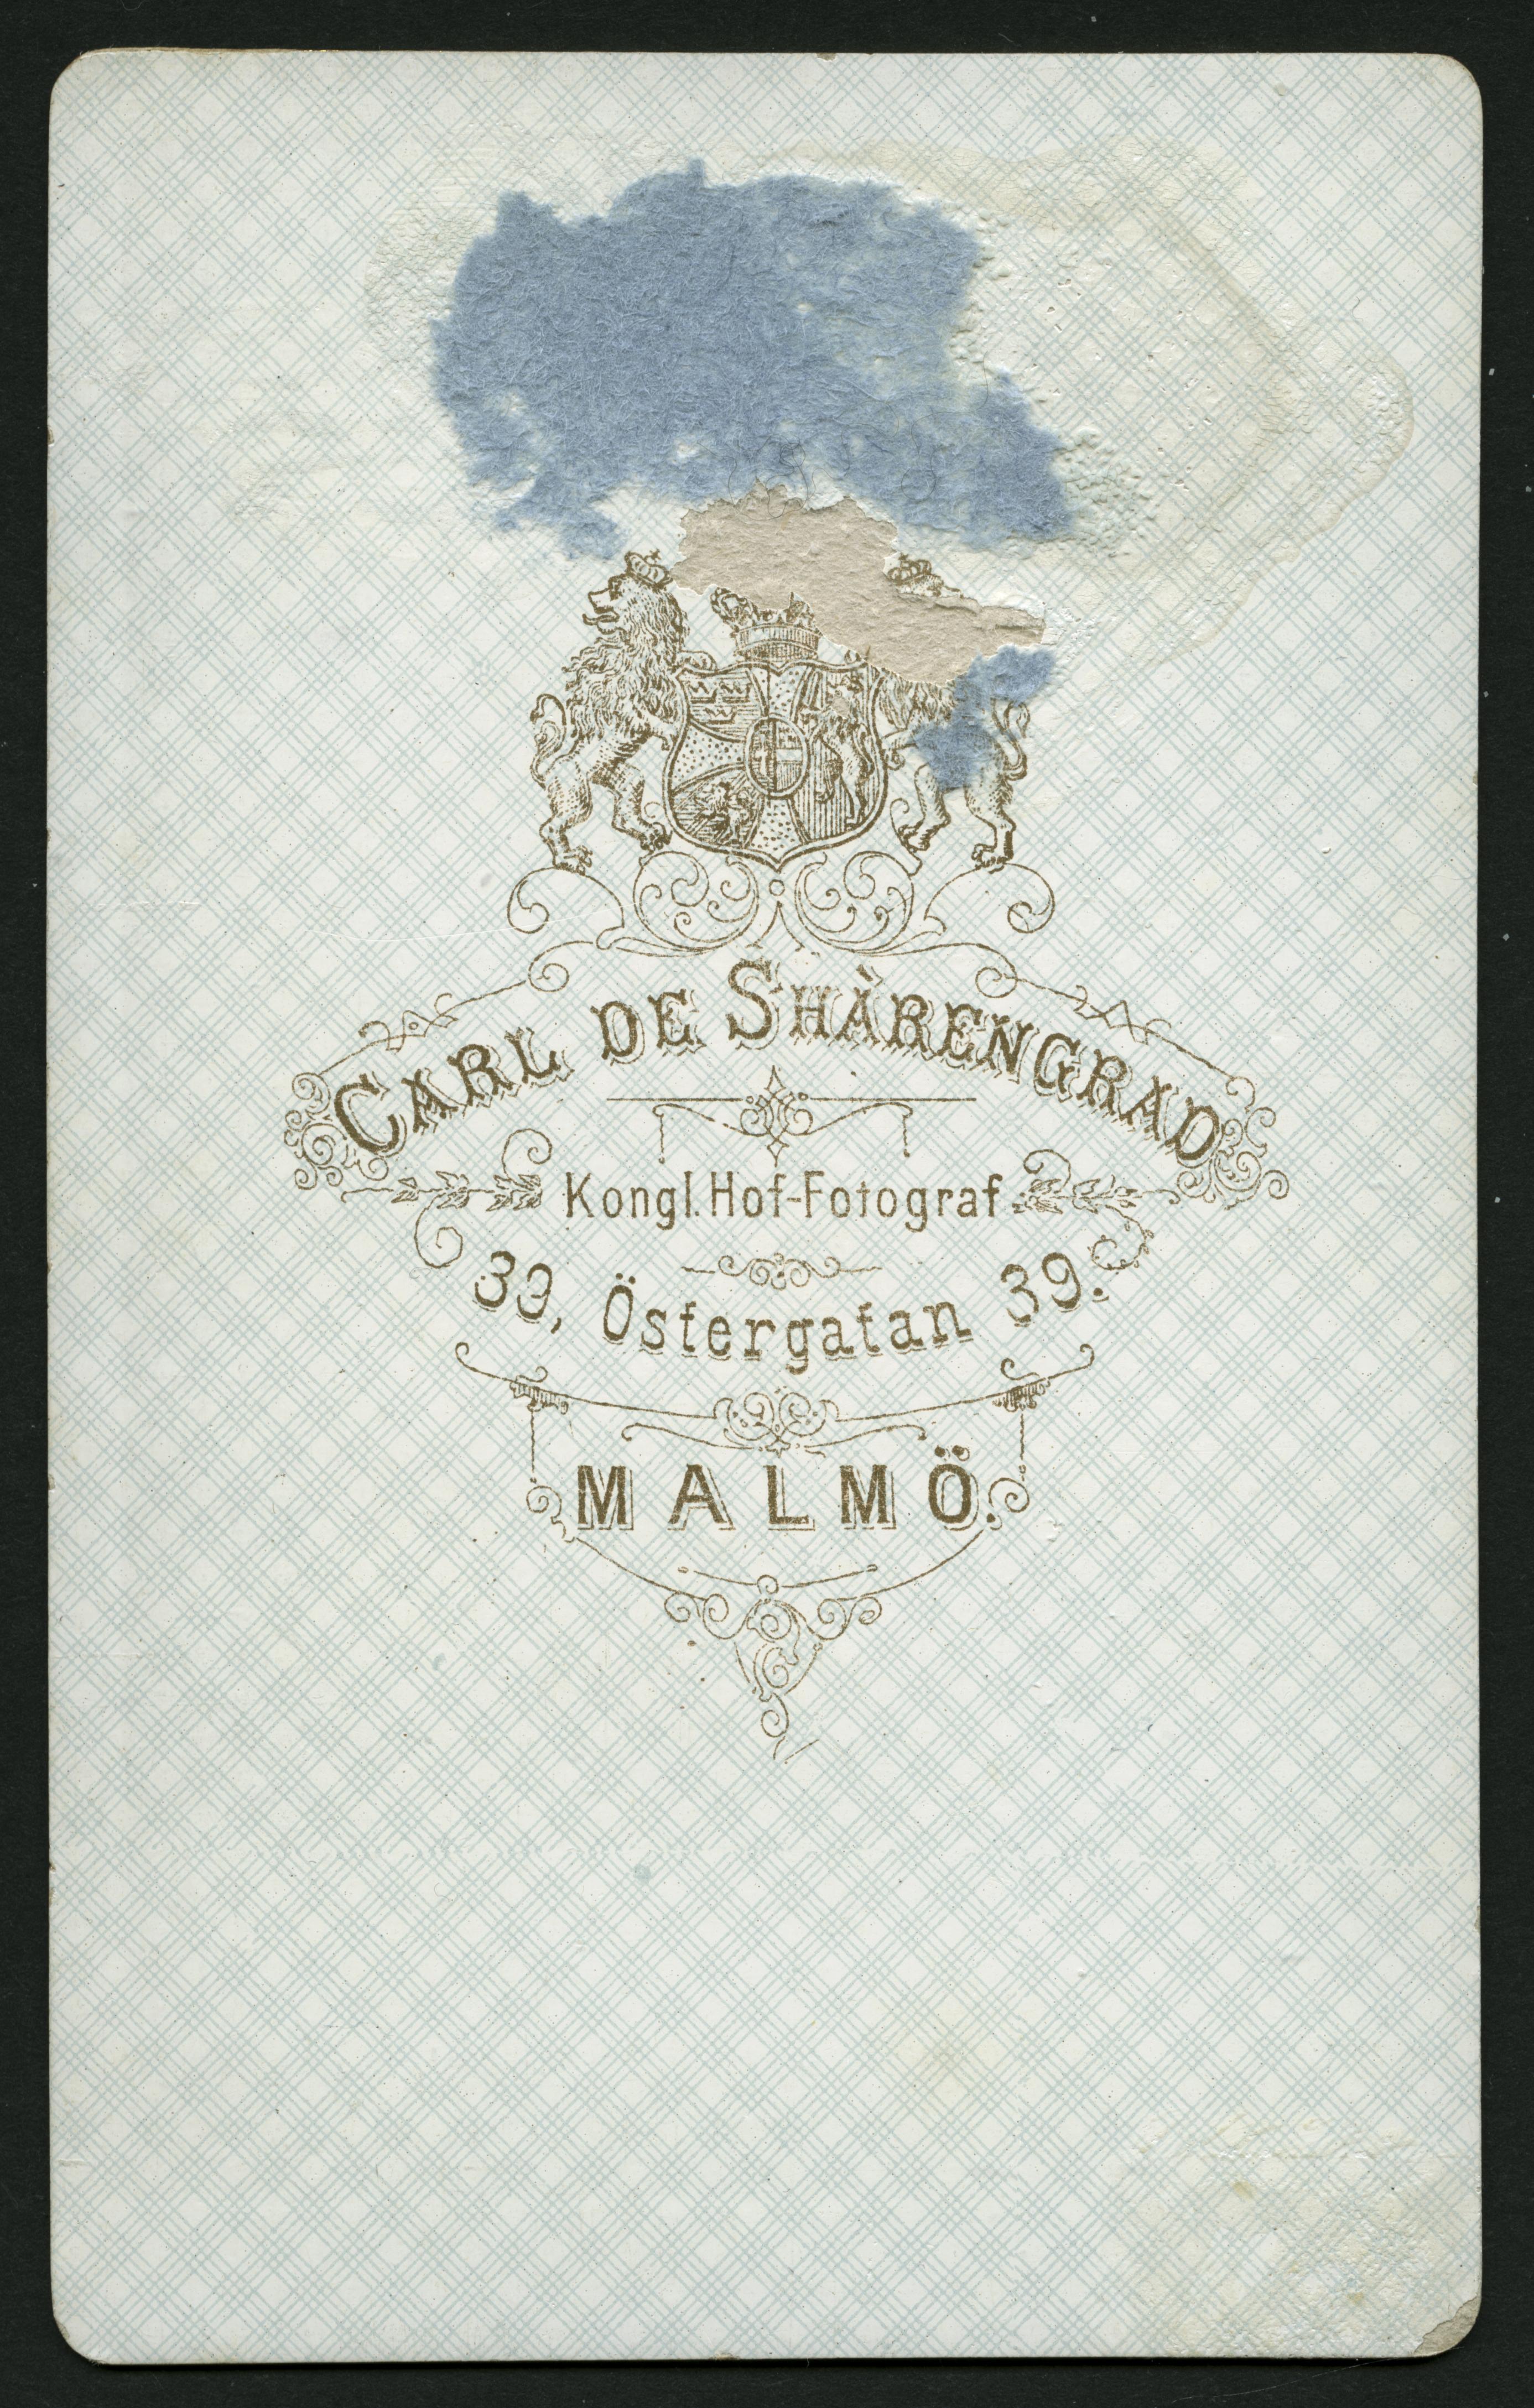 CARL DE SHÀRENGRAD
Kongl. Hof-Fotograf
39, Östergatan 39.
MALMÖ.